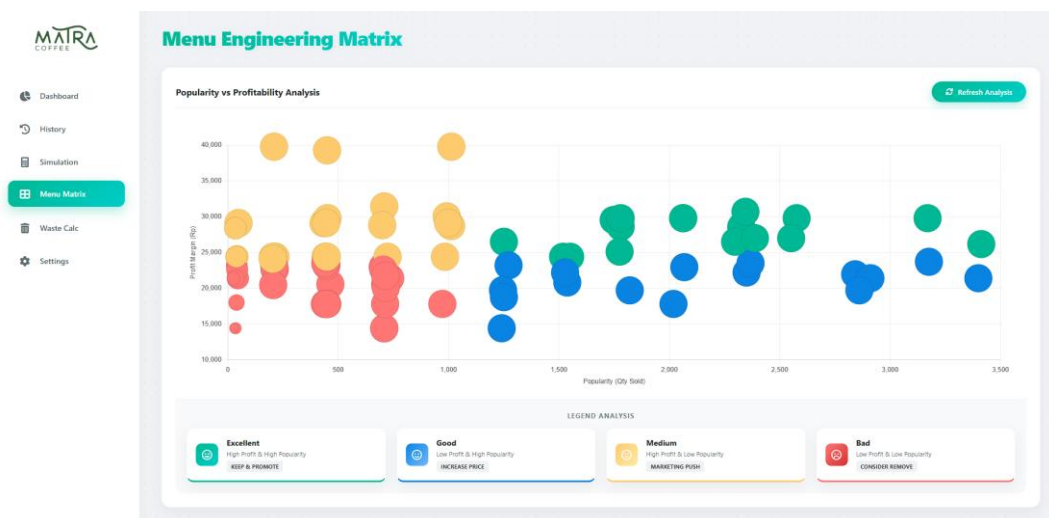 MATRA
COFFEE
Dashboard
History
Simulation
Menu Matrix
Waste Calc
Settings
Menu Engineering Matrix
Popularity vs Profitability Analysis
Refresh Analysis
Profit Margin (Rp)
40,000
35,000
30,000
25,000
20,000
15,000
10,000
0
500
1,000
1,500
2,000
2,500
3,000
3,500
Popularity (Qty Sold)
LEGEND ANALYSIS
Excellent
High Profit & High Popularity
KEEP & PROMOTE
Good
Low Profit & High Popularity
INCREASE PRICE
Medium
High Profit & Low Popularity
MARKETING PUSH
Bad
Low Profit & Low Popularity
CONSIDER REMOVE